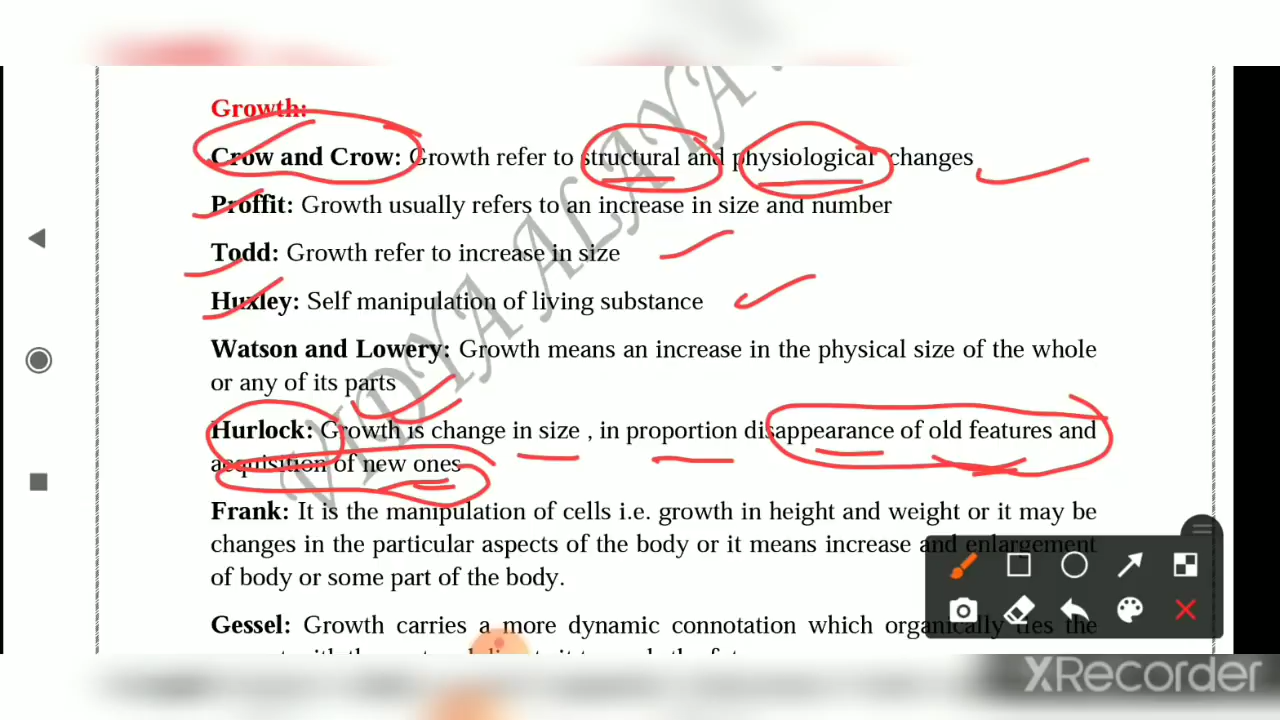 Growth:
Crow and Crow: Growth refer to structural and physiological changes
Proffit: Growth usually refers to an increase in size and number
Todd: Growth refer to increase in size
Huxley: Self manipulation of living substance
Watson and Lowery: Growth means an increase in the physical size of the whole
or any of its parts
Hurlock: Growth is change in size , in proportion disappearance of old features and
acquisition of new ones
Frank: It is the manipulation of cells i.e. growth in height and weight or it may be
changes in the particular aspects of the body or it means increase and enlargement
of body or some part of the body.
Gessel: Growth carries a more dynamic connotation which organically ties the
VIDYA ALAYA
XRecorder